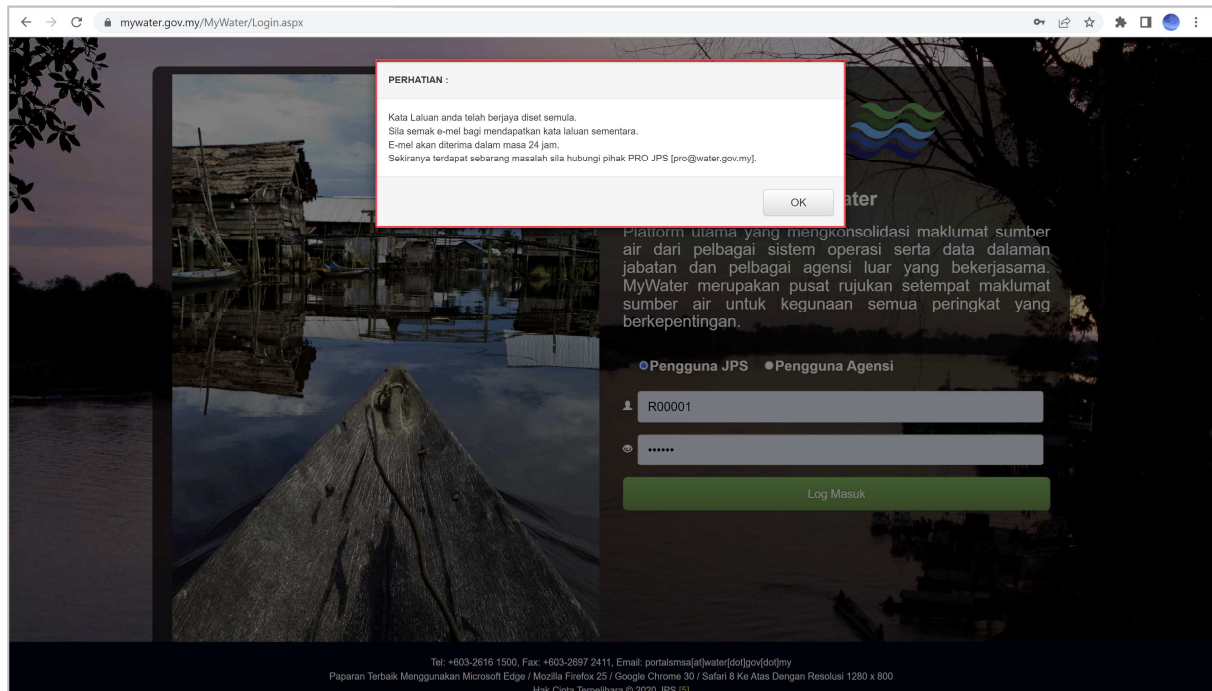 mywater.gov.my/MyWater/Login.aspx
PERHATIAN :
Kata Laluan anda telah berjaya diset semula.
Sila semak e-mel bagi mendapatkan kata laluan sementara.
E-mel akan diterima dalam masa 24 jam.
Sekiranya terdapat sebarang masalah sila hubungi pihak PRO JPS [pro@water.gov.my].
OK
ater
Platform utama yang mengkonsolidasi maklumat sumber
air dari pelbagai sistem operasi serta data dalaman
jabatan dan pelbagai agensi luar yang bekerjasama.
MyWater merupakan pusat rujukan setempat maklumat
sumber air untuk kegunaan semua peringkat yang
berkepentingan.
Pengguna JPS Pengguna Agensi
R00001
••••••
Log Masuk
Tel: +603-2616 1500, Fax: +603-2697 2411, Email: portalsmsa[at]water[dot]gov[dot]my
Paparan Terbaik Menggunakan Microsoft Edge / Mozilla Firefox 25 / Google Chrome 30 / Safari 8 Ke Atas Dengan Resolusi 1280 x 800
Hak Cipta Terpelihara © 2020 JPS [5]